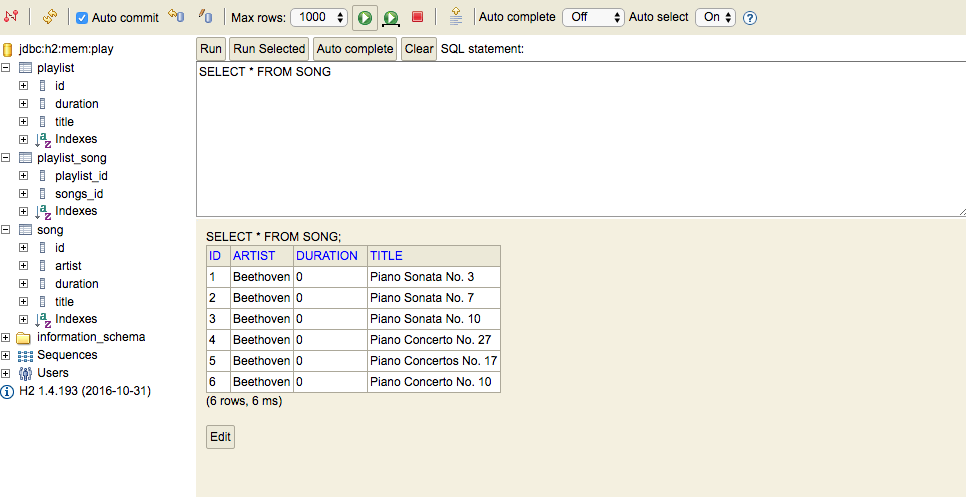 Auto commit Max rows: 1000 Auto complete Off Auto select On ?
jdbc:h2:mem:play
playlist
id
duration
title
Indexes
playlist_song
playlist_id
songs_id
Indexes
song
id
artist
duration
title
Indexes
information_schema
Sequences
Users
H2 1.4.193 (2016-10-31)
Run Run Selected Auto complete Clear SQL statement:
SELECT * FROM SONG
SELECT * FROM SONG;
ID ARTIST DURATION TITLE
1 Beethoven 0 Piano Sonata No. 3
2 Beethoven 0 Piano Sonata No. 7
3 Beethoven 0 Piano Sonata No. 10
4 Beethoven 0 Piano Concerto No. 27
5 Beethoven 0 Piano Concertos No. 17
6 Beethoven 0 Piano Concerto No. 10
(6 rows, 6 ms)
Edit